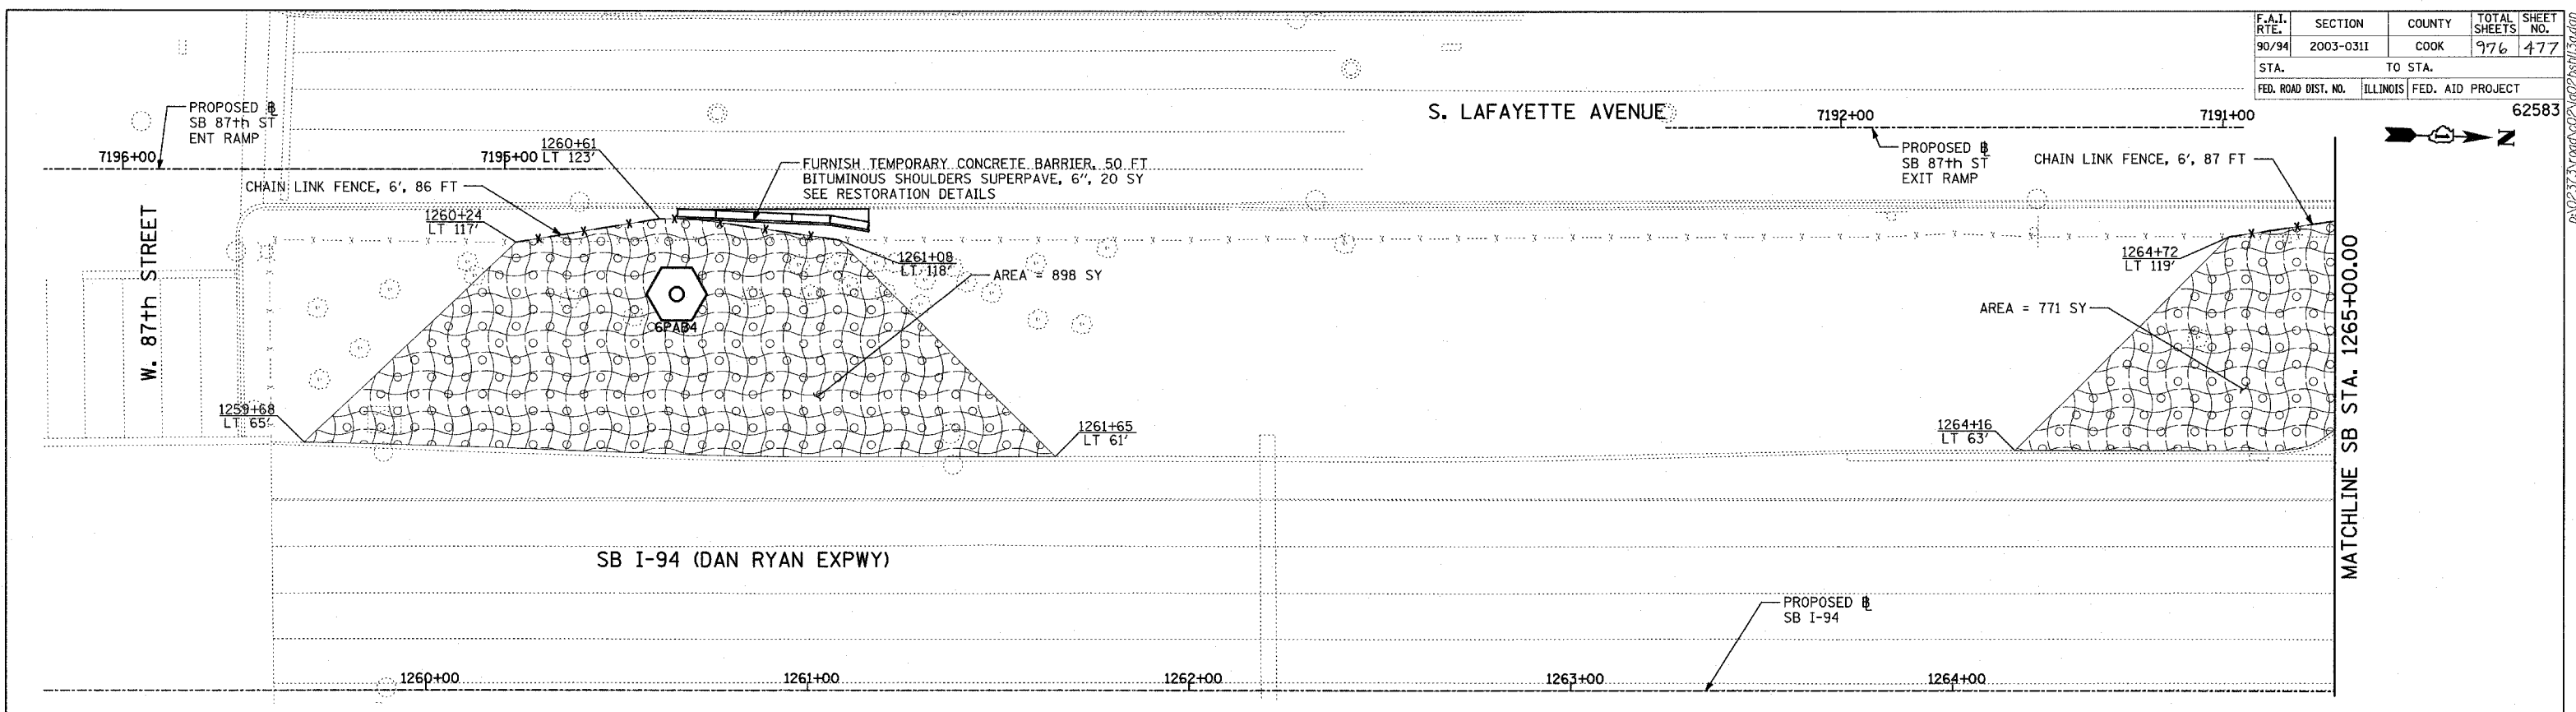 F.A.I. RTE. SECTION COUNTY TOTAL SHEETS SHEET NO.
90/94 2003-031I COOK 976 477
STA. TO STA.
FED. ROAD DIST. NO. ILLINOIS FED. AID PROJECT
62583
N
S. LAFAYETTE AVENUE
7192+00
7191+00
PROPOSED ℄
SB 87th ST
ENT RAMP
7196+00
7195+00
1260+61
LT 123'
FURNISH TEMPORARY CONCRETE BARRIER, 50 FT
BITUMINOUS SHOULDERS SUPERPAVE, 6", 20 SY
SEE RESTORATION DETAILS
PROPOSED ℄
SB 87th ST
EXIT RAMP
CHAIN LINK FENCE, 6', 87 FT
CHAIN LINK FENCE, 6', 86 FT
1260+24
LT 117'
W. 87th STREET
1261+08
LT 118'
AREA = 898 SY
1264+72
LT 119'
AREA = 771 SY
6PAB4
1259+68
LT 65'
1261+65
LT 61'
1264+16
LT 63'
MATCHLINE SB STA. 1265+00.00
SB I-94 (DAN RYAN EXPWY)
PROPOSED ℄
SB I-94
1260+00
1261+00
1262+00
1263+00
1264+00